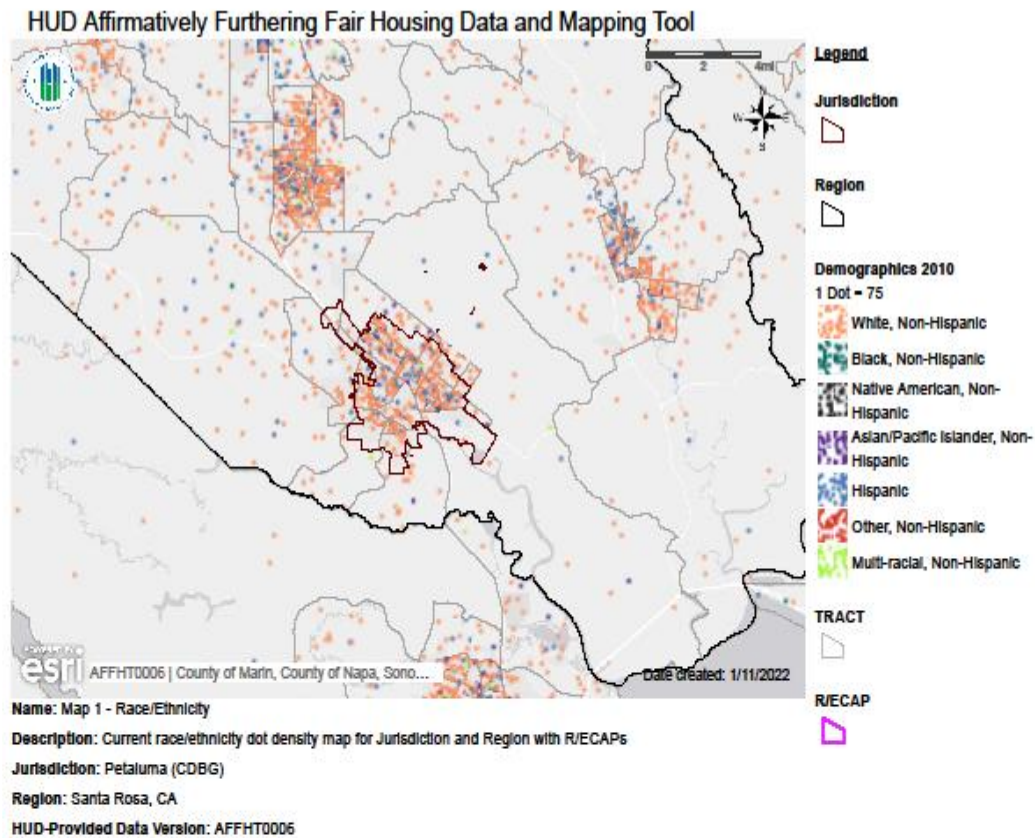 HUD Affirmatively Furthering Fair Housing Data and Mapping Tool
0 2 4mi
N
W E
S
POWERED BY
esri
AFFHT0006 | County of Marin, County of Napa, Sono...
Date created: 1/11/2022
Legend
Jurisdiction
Region
Demographics 2010
1 Dot = 75
White, Non-Hispanic
Black, Non-Hispanic
Native American, Non-
Hispanic
Asian/Pacific Islander, Non-
Hispanic
Hispanic
Other, Non-Hispanic
Multi-racial, Non-Hispanic
TRACT
R/ECAP
Name: Map 1 - Race/Ethnicity
Description: Current race/ethnicity dot density map for Jurisdiction and Region with R/ECAPs
Jurisdiction: Petaluma (CDBG)
Region: Santa Rosa, CA
HUD-Provided Data Version: AFFHT0006